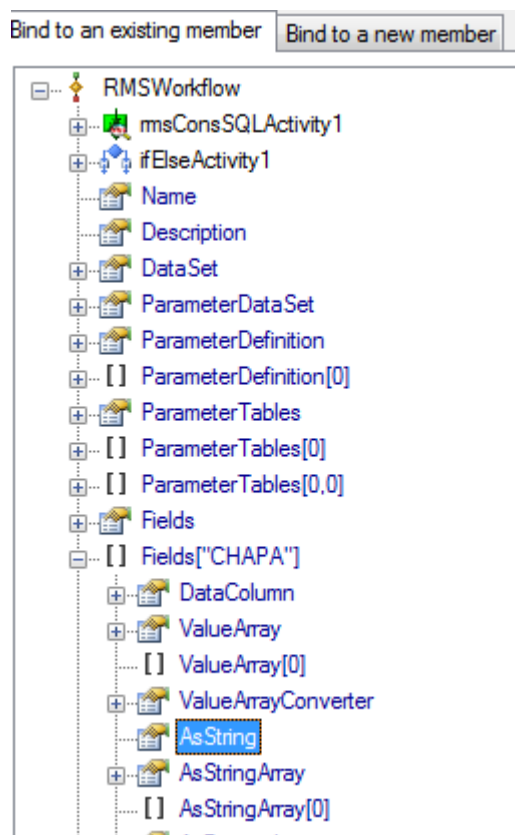 Bind to an existing member
Bind to a new member
RMSWorkflow
rmsConsSQLActivity1
ifElseActivity1
Name
Description
DataSet
ParameterDataSet
ParameterDefinition
[ ] ParameterDefinition[0]
ParameterTables
[ ] ParameterTables[0]
[ ] ParameterTables[0,0]
Fields
[ ] Fields["CHAPA"]
DataColumn
ValueArray
[ ] ValueArray[0]
ValueArrayConverter
AsString
AsStringArray
[ ] AsStringArray[0]